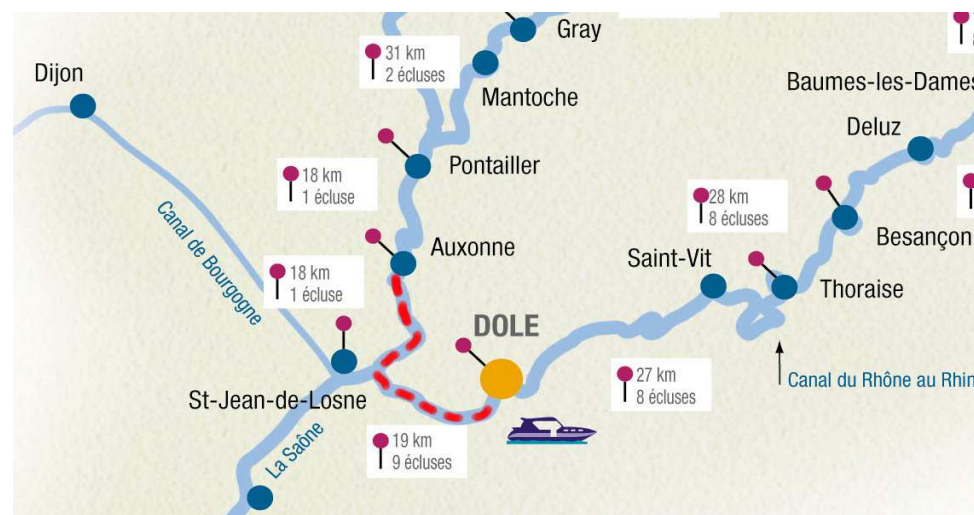 Gray
31 km
2 écluses
Dijon
Mantoche
Baumes-les-Dames
Deluz
Pontailler
18 km
1 écluse
28 km
8 écluses
Canal de Bourgogne
Auxonne
Saint-Vit
Besançon
18 km
1 écluse
Thoraise
DOLE
27 km
8 écluses
Canal du Rhône au Rhin
St-Jean-de-Losne
19 km
9 écluses
La Saône